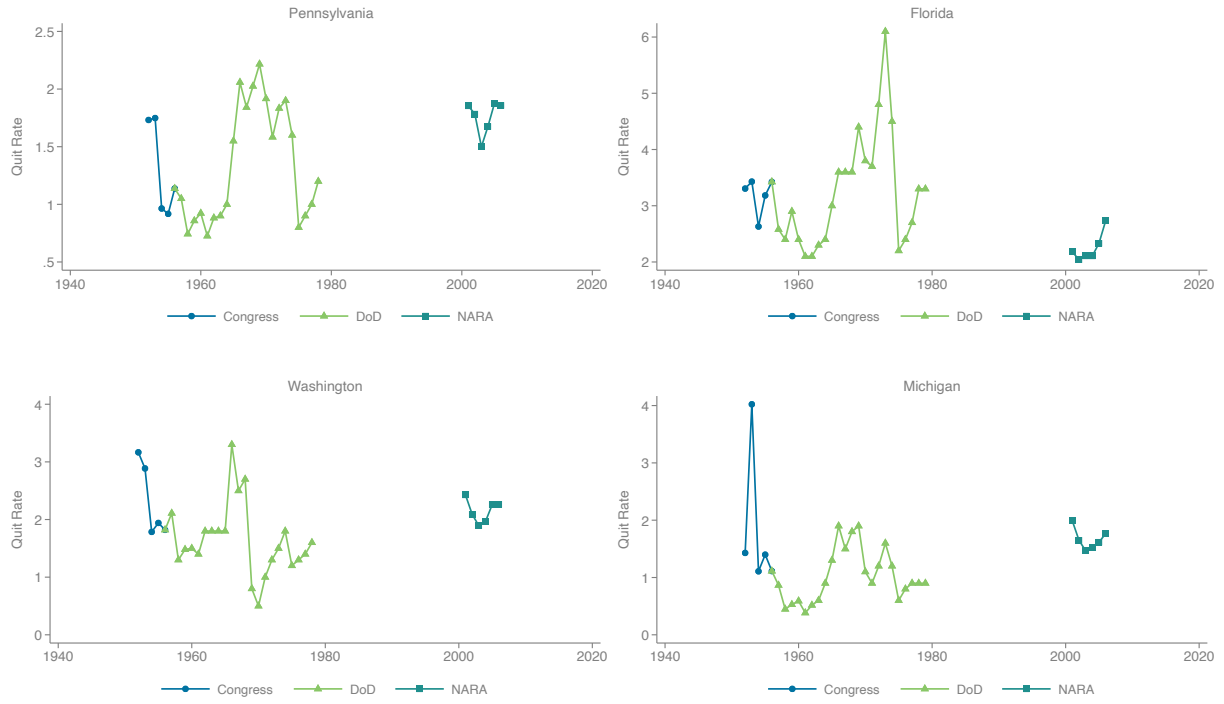 Pennsylvania
Quit Rate
2.5
2
1.5
1
.5
1940 1960 1980 2000 2020
Congress DoD NARA
Florida
Quit Rate
6
5
4
3
2
1940 1960 1980 2000 2020
Congress DoD NARA
Washington
Quit Rate
4
3
2
1
0
1940 1960 1980 2000 2020
Congress DoD NARA
Michigan
Quit Rate
4
3
2
1
0
1940 1960 1980 2000 2020
Congress DoD NARA